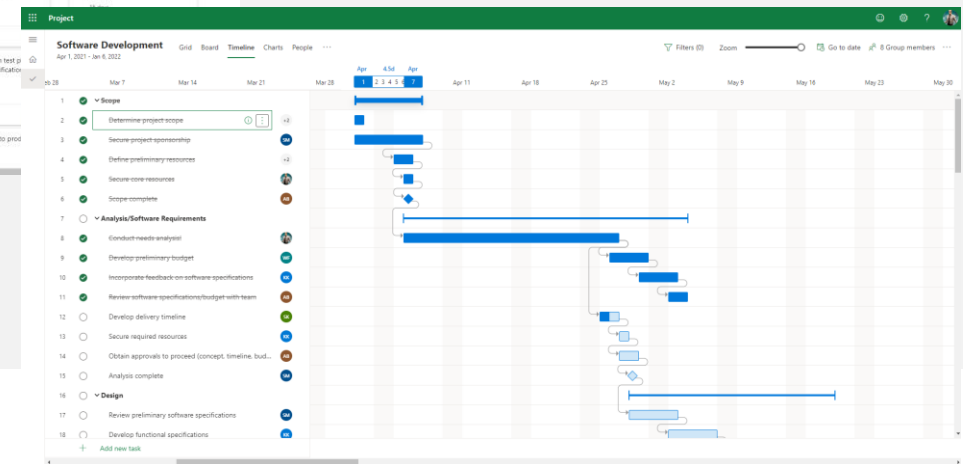 Project
Software Development
Grid Board Timeline Charts People ...
Filters (0) Zoom Go to date 8 Group members ...
Apr 1, 2021 - Jan 6, 2022
Apr 4.5d Apr
28 Mar 7 Mar 14 Mar 21 Mar 28 1 2 3 4 5 6 7 Apr 11 Apr 18 Apr 25 May 2 May 9 May 16 May 23 May 30
1 Scope
2 Determine project scope +2
3 Secure project sponsorship SM
4 Define preliminary resources +2
5 Secure core resources
6 Scope complete AB
7 Analysis/Software Requirements
8 Conduct needs analysis!
9 Develop preliminary budget
10 Incorporate feedback on software specifications KK
11 Review software specifications/budget with team AB
12 Develop delivery timeline SK
13 Secure required resources KK
14 Obtain approvals to proceed (concept, timeline, bud... AB
15 Analysis complete SM
16 Design
17 Review preliminary software specifications SM
18 Develop functional specifications KK
+ Add new task